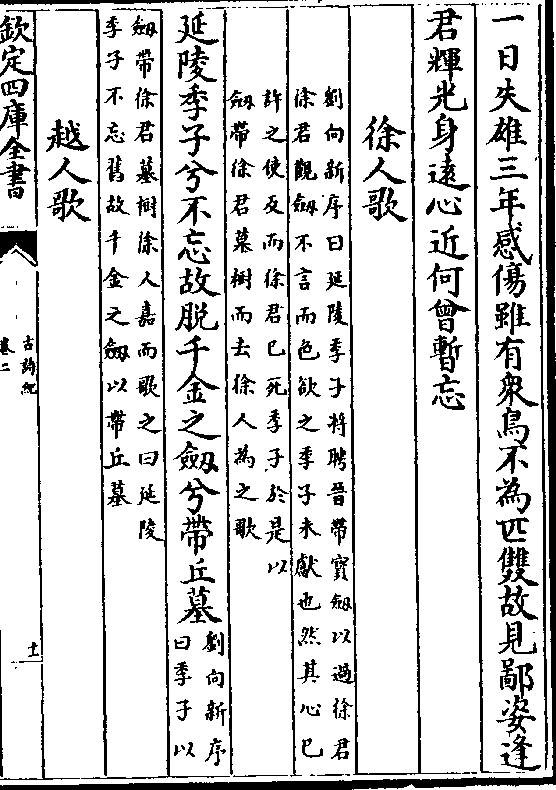 一日失雄三年感傷雖有衆鳥不為匹雙故見鄙姿逢
君輝光身遠心近何曾暫忘
徐人歌
劉向新序曰延陵季子将聘晉帶寶劔以過徐君
徐君觀劔不言而色欲之季子未獻也然其心已
許之使反而徐君已死季子於是以
劔帶徐君墓樹而去徐人為之歌
延陵季子兮不忘故脱千金之劔兮帶丘墓劉向新序
曰季子以
劔帶徐君墓樹徐人嘉而歌之曰延陵
季子不忘舊故千金之劔以帶丘墓
越人歌
欽定四庫全書
古詩紀
卷二
十一